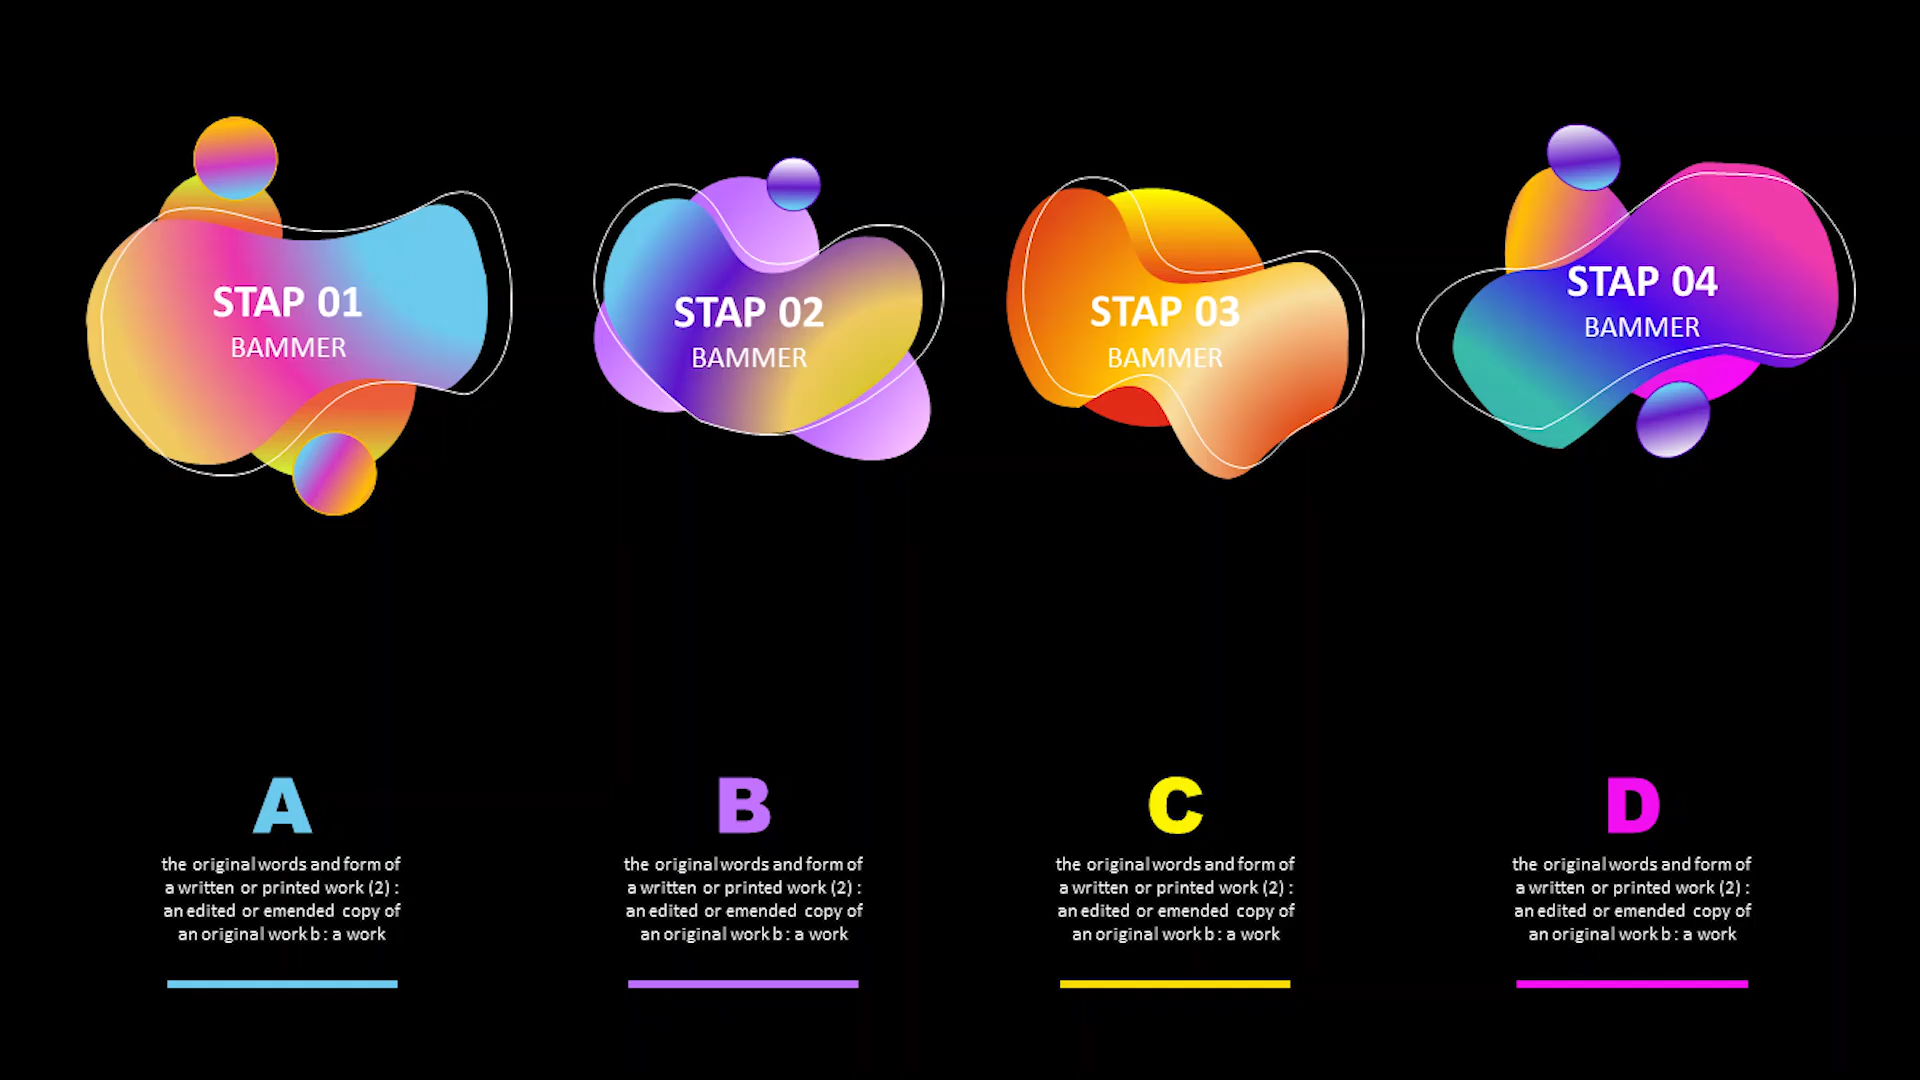 STAP 01
BAMMER
STAP 02
BAMMER
STAP 03
BAMMER
STAP 04
BAMMER
A
the original words and form of
a written or printed work (2) :
an edited or emended copy of
an original work b : a work
B
the original words and form of
a written or printed work (2) :
an edited or emended copy of
an original work b : a work
C
the original words and form of
a written or printed work (2) :
an edited or emended copy of
an original work b : a work
D
the original words and form of
a written or printed work (2) :
an edited or emended copy of
an original work b : a work